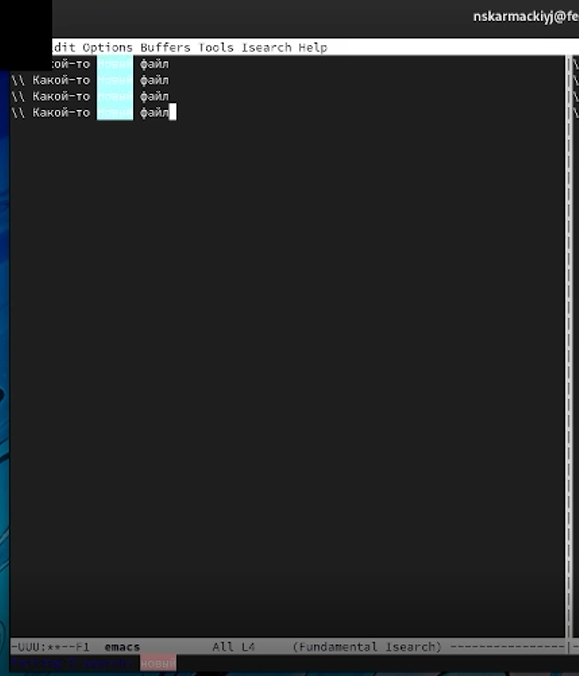 nskarmackiyj@fe
dit Options Buffers Tools Isearch Help
кой-то новый файл
\\ Какой-то новый файл
\\ Какой-то новый файл
\\ Какой-то новый файл
-UUU:**--F1 emacs All L4 (Fundamental Isearch) ----------------
новый